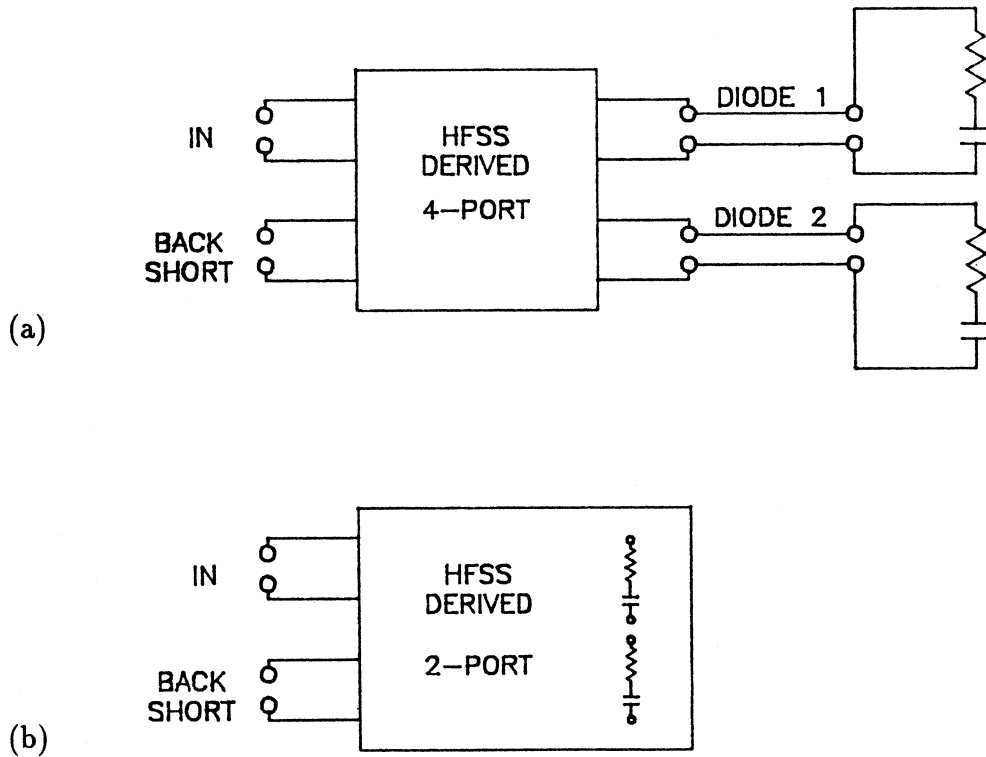 IN
BACK
SHORT
HFSS
DERIVED
4-PORT
DIODE 1
DIODE 2
(a)
IN
BACK
SHORT
HFSS
DERIVED
2-PORT
(b)